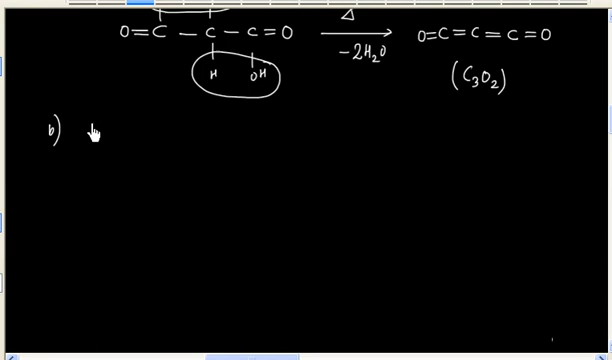 O=C — C — C=O Δ O=C=C=C=O
-2H₂O
H OH (C₃O₂)
b)